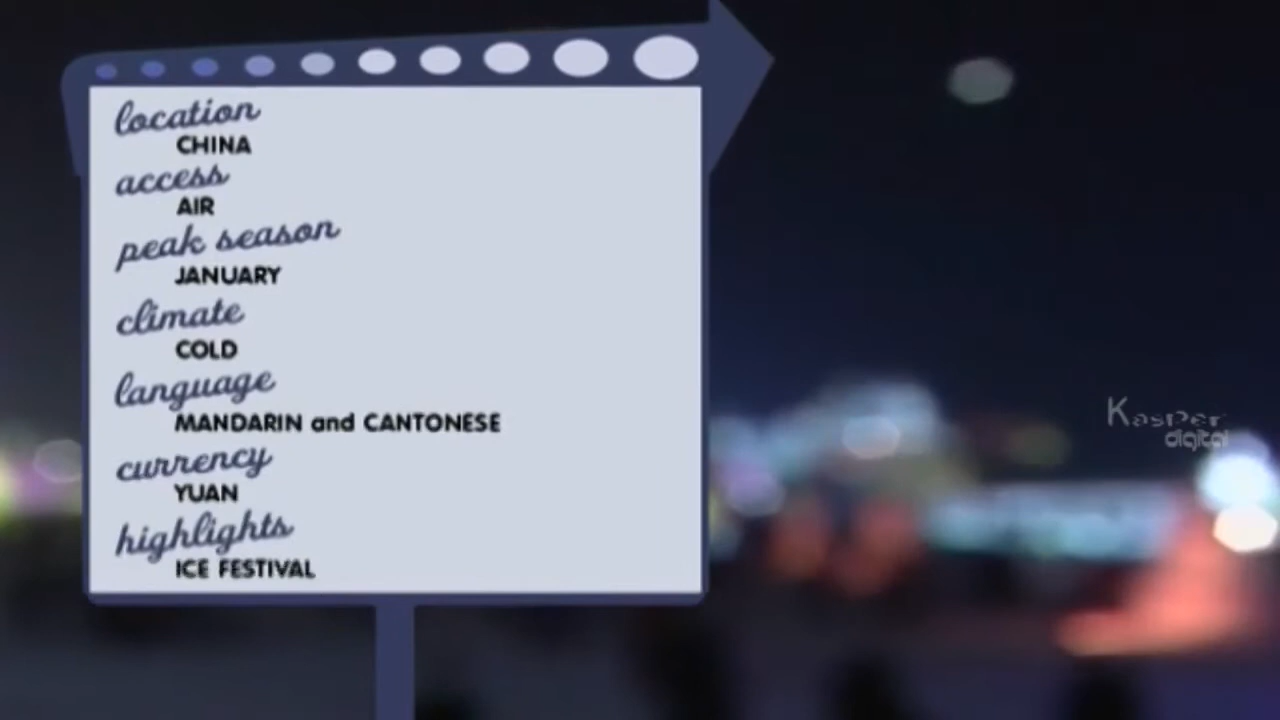 location
CHINA
access
AIR
peak season
JANUARY
climate
COLD
language
MANDARIN and CANTONESE
currency
YUAN
highlights
ICE FESTIVAL
Kasper
digital